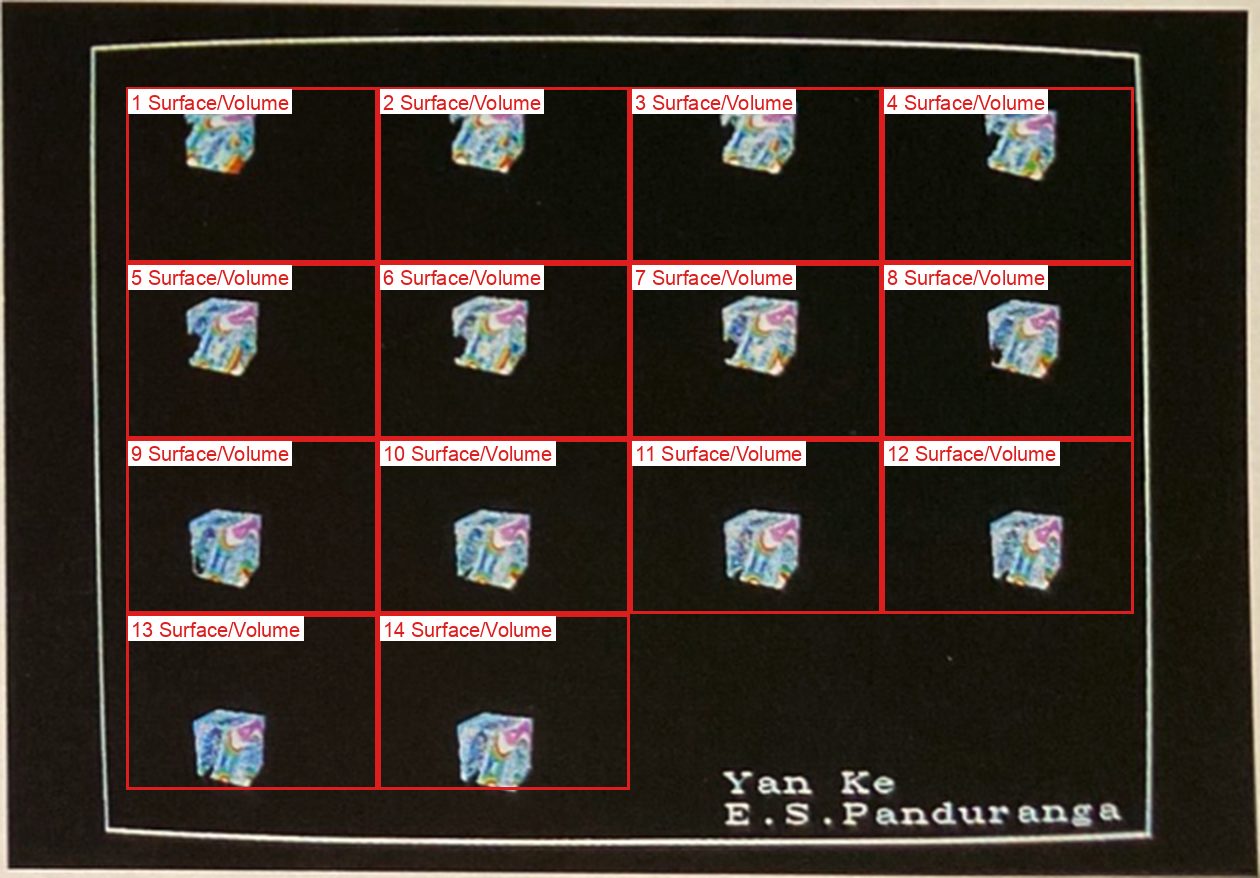 1 Surface/Volume
2 Surface/Volume
3 Surface/Volume
4 Surface/Volume
5 Surface/Volume
6 Surface/Volume
7 Surface/Volume
8 Surface/Volume
9 Surface/Volume
10 Surface/Volume
11 Surface/Volume
12 Surface/Volume
13 Surface/Volume
14 Surface/Volume
Yan Ke
E.S.Panduranga